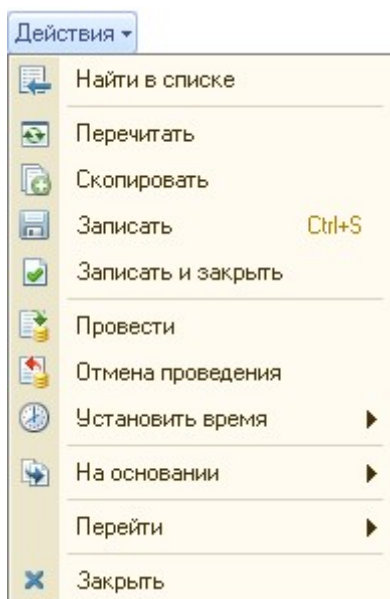 Действия
Найти в списке
Перечитать
Скопировать
Записать Ctrl+S
Записать и закрыть
Провести
Отмена проведения
Установить время
На основании
Перейти
Закрыть